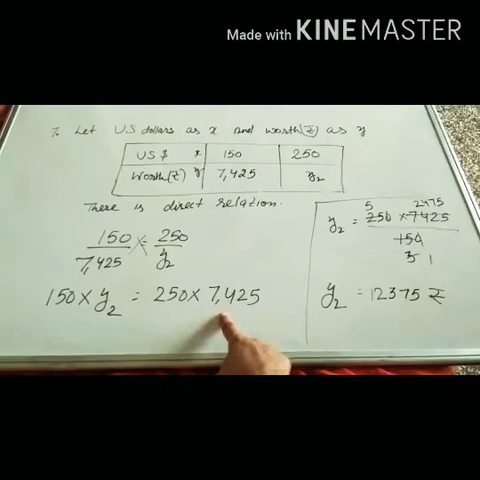 Made with KINEMASTER
7. Let US dollars as x and worth(₹) as y
US $ x 150 250
Worth(₹) y 7,425 y₂
There is direct relation.
150/7,425 = 250/y₂
150 × y₂ = 250 × 7,425
5 2475
y₂ = 250 × 7425
150
3 1
y₂ = 12375 ₹